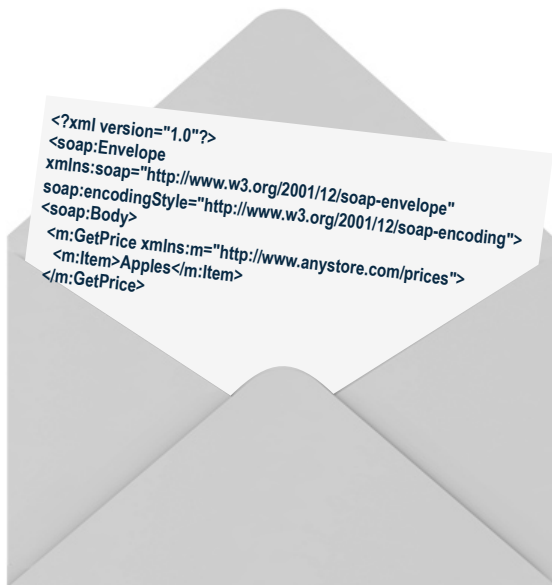 <?xml version="1.0"?>
<soap:Envelope
xmlns:soap="http://www.w3.org/2001/12/soap-envelope"
soap:encodingStyle="http://www.w3.org/2001/12/soap-encoding">
<soap:Body>
<m:GetPrice xmlns:m="http://www.anystore.com/prices">
<m:Item>Apples</m:Item>
</m:GetPrice>